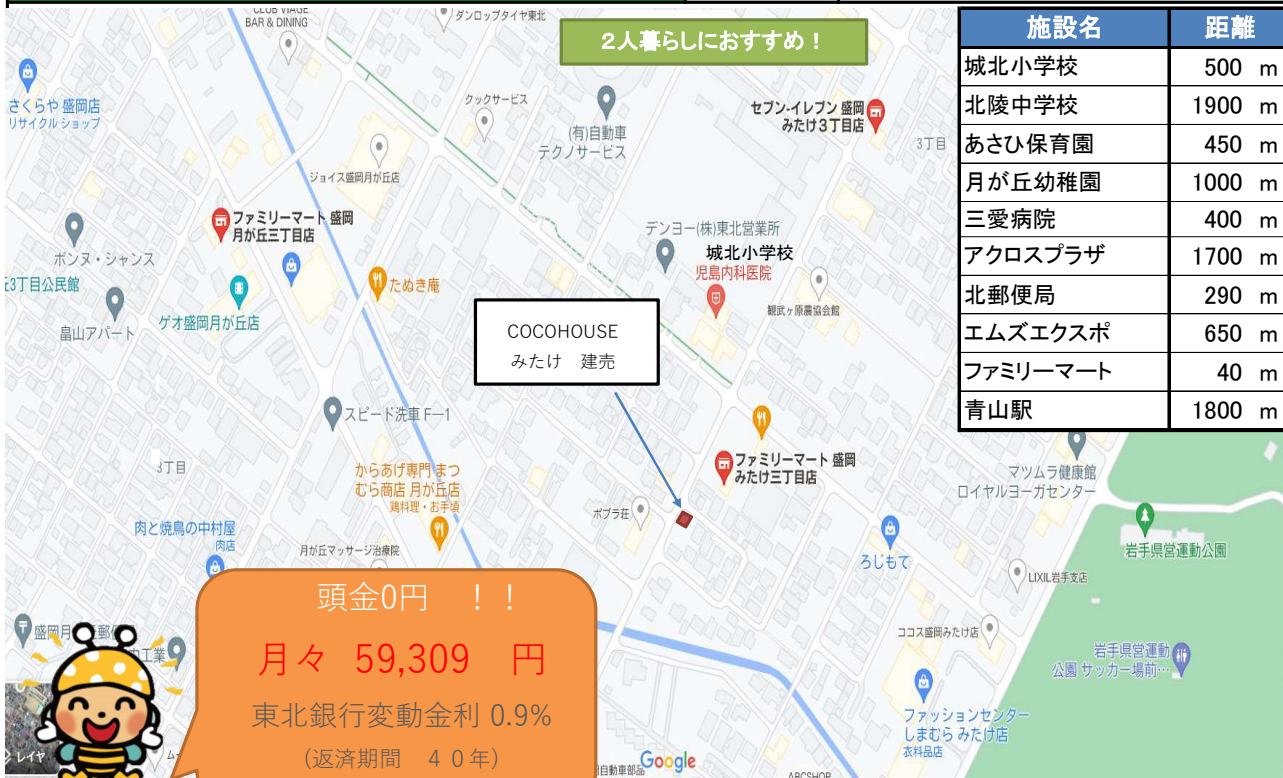 CLUB VIAGE
BAR & DINING
ダンロップタイヤ東北
2人暮らしにおすすめ！
施設名 距離
城北小学校 500 m
北陵中学校 1900 m
あさひ保育園 450 m
月が丘幼稚園 1000 m
三愛病院 400 m
アクロスプラザ 1700 m
北郵便局 290 m
エムズエクスポ 650 m
ファミリーマート 40 m
青山駅 1800 m
さくらや 盛岡店
リサイクル ショップ
クックサービス
(有)自動車
テクノサービス
セブン-イレブン 盛岡
みたけ3丁目店
3丁目
ジョイス盛岡月が丘店
ファミリーマート 盛岡
月が丘三丁目店
ボンヌ・シャンス
3丁目公民館
畠山アパート
ゲオ盛岡月が丘店
たぬき庵
デンヨー(株)東北営業所
城北小学校
児島内科医院
観武ヶ原農協会館
COCOHOUSE
みたけ 建売
スピード洗車 F—1
3丁目
からあげ専門 まつ
むら商店 月が丘店
鶏料理・お手頃
ファミリーマート 盛岡
みたけ三丁目店
ポプラ荘
マツムラ健康館
ロイヤルヨーガセンター
肉と焼鳥の中村屋
肉店
月が丘マッサージ治療院
ろじもて
岩手県営運動公園
LIXIL岩手支店
ココス盛岡みたけ店
岩手県営運動
公園 サッカー場前…
ファッションセンター
しまむら みたけ店
衣料品店
頭金0円 ！！
月々 59,309 円
東北銀行変動金利 0.9%
(返済期間 40年)
盛岡月
工業
レイヤ
自動車部品
Google
ARCSHOP